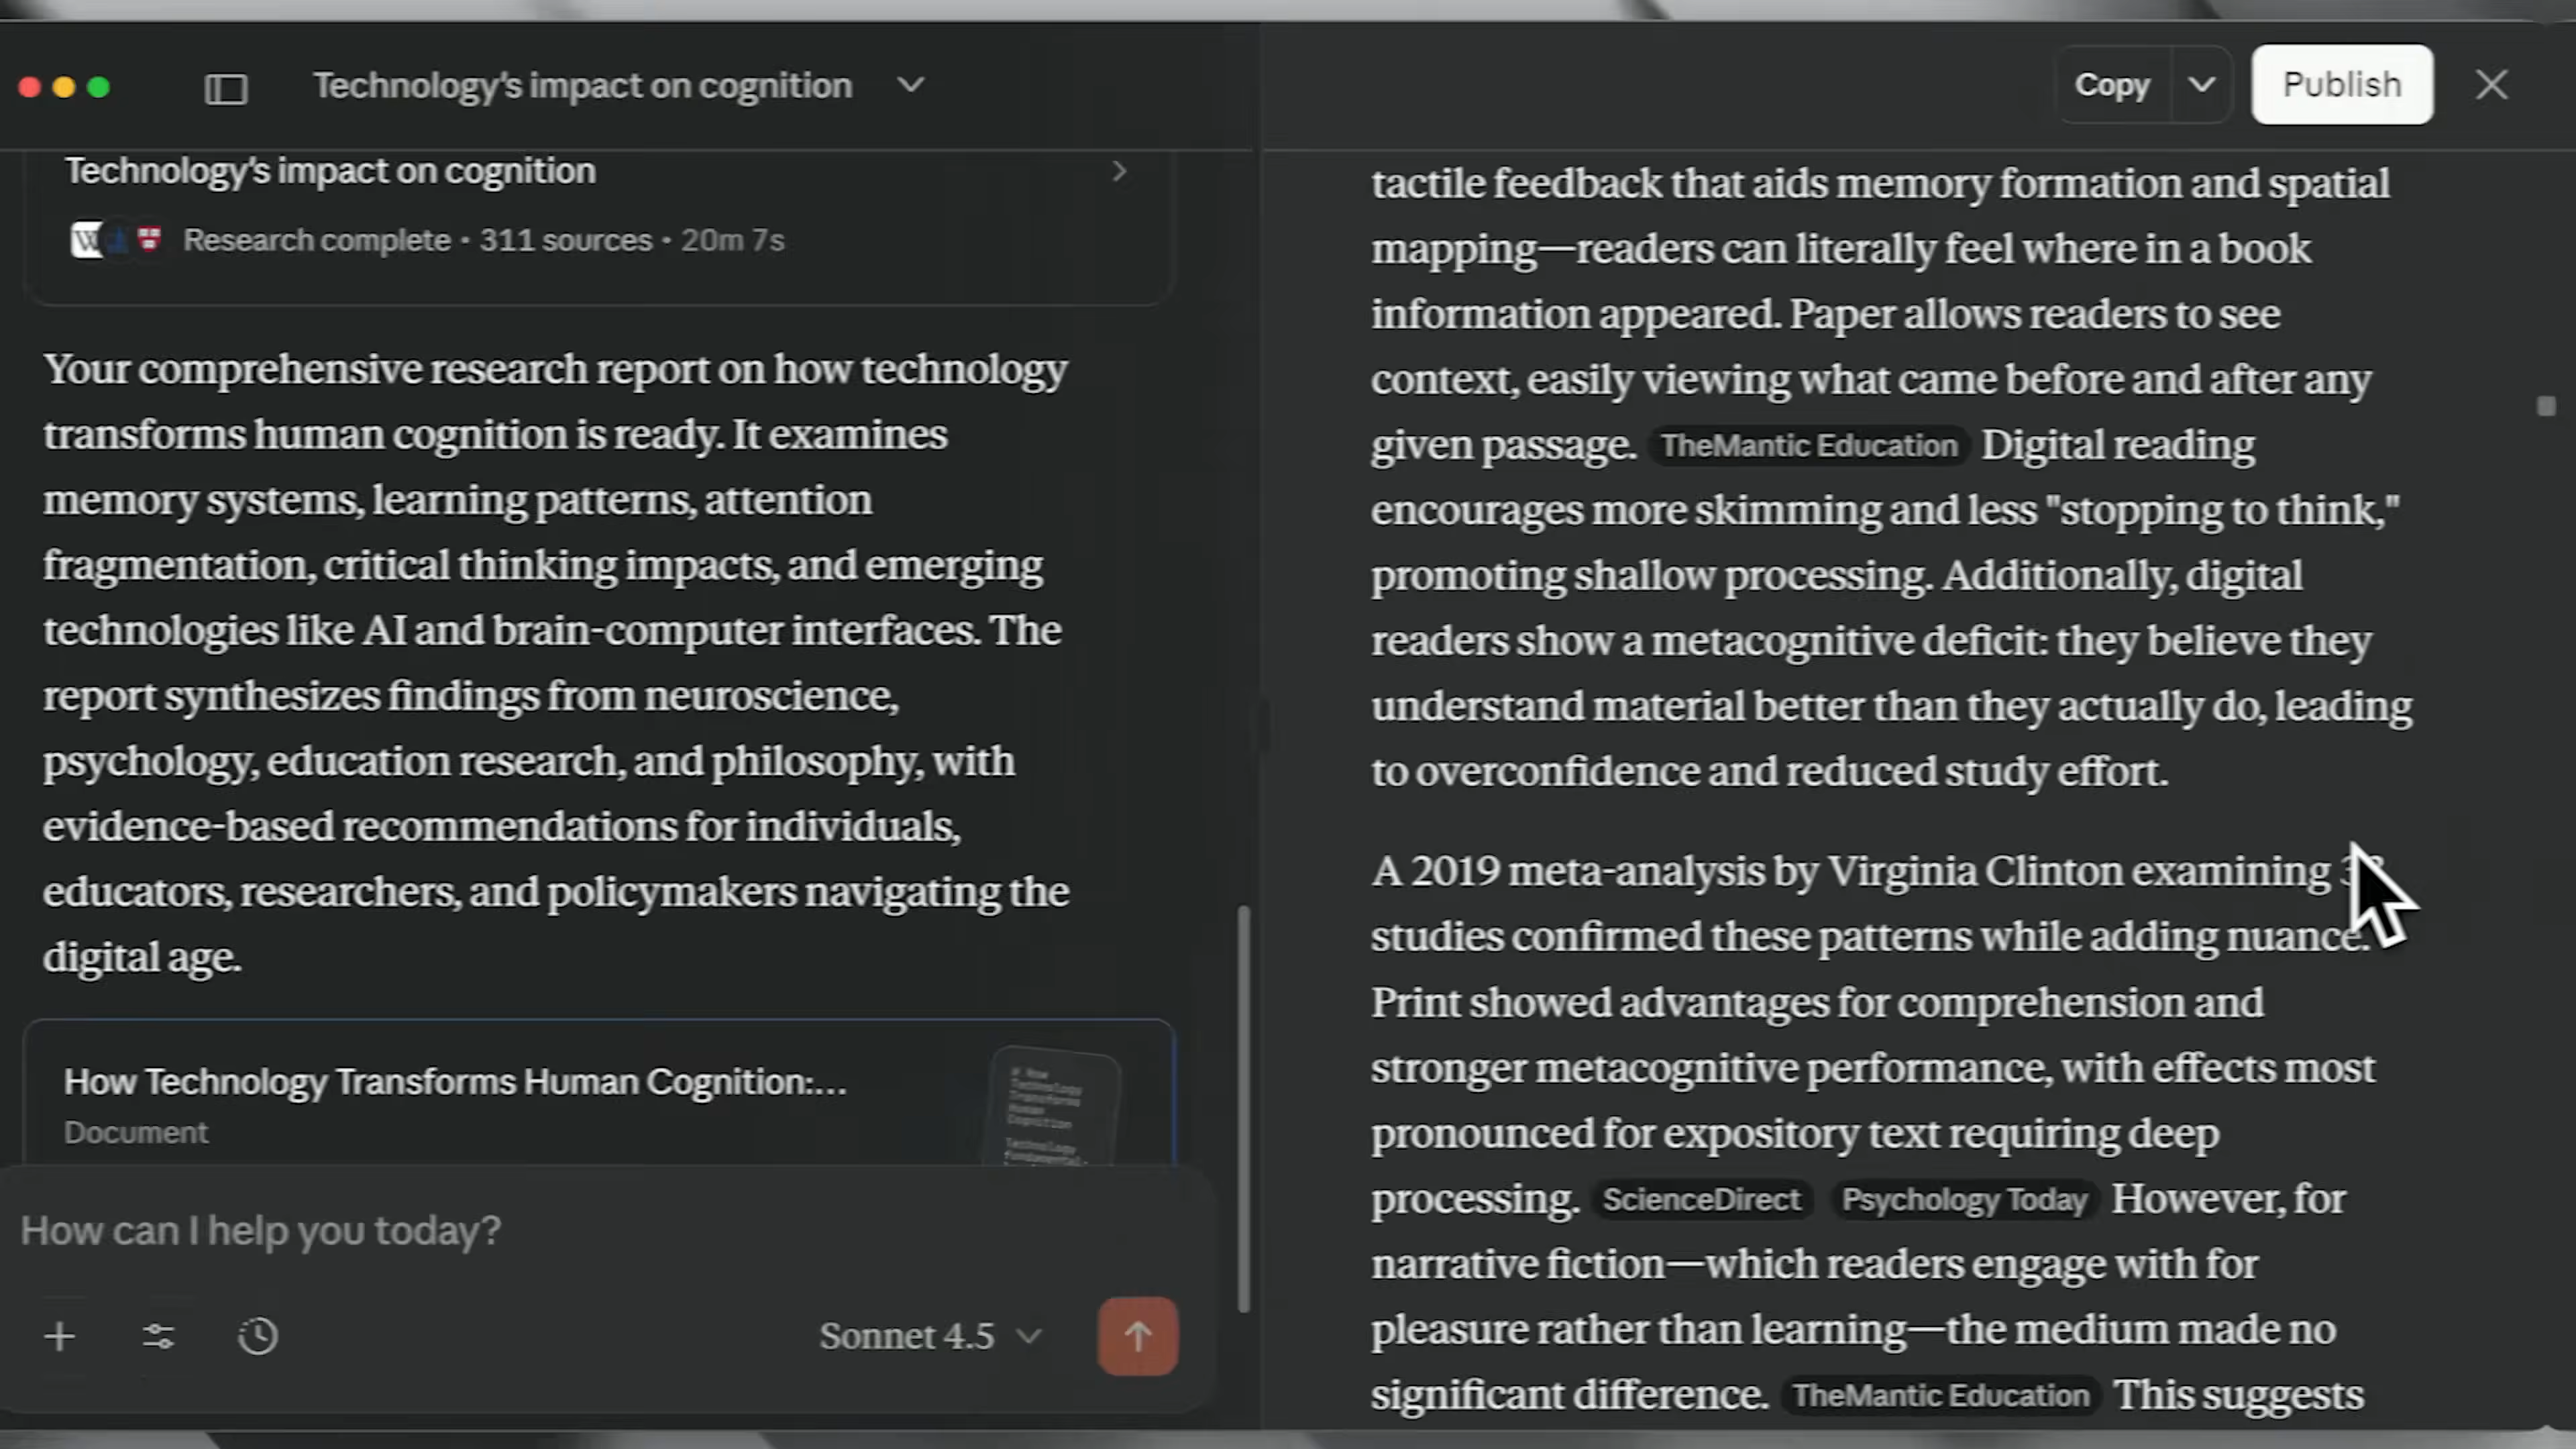 Technology's impact on cognition
Copy
Publish
Technology's impact on cognition
W
Research complete • 311 sources • 20m 7s
Your comprehensive research report on how technology
transforms human cognition is ready. It examines
memory systems, learning patterns, attention
fragmentation, critical thinking impacts, and emerging
technologies like AI and brain-computer interfaces. The
report synthesizes findings from neuroscience,
psychology, education research, and philosophy, with
evidence-based recommendations for individuals,
educators, researchers, and policymakers navigating the
digital age.
How Technology Transforms Human Cognition:...
Document
# How
Technology
Transforms
Human
Cognition
Technology
How can I help you today?
Sonnet 4.5
tactile feedback that aids memory formation and spatial
mapping—readers can literally feel where in a book
information appeared. Paper allows readers to see
context, easily viewing what came before and after any
given passage. TheMantic Education Digital reading
encourages more skimming and less "stopping to think,"
promoting shallow processing. Additionally, digital
readers show a metacognitive deficit: they believe they
understand material better than they actually do, leading
to overconfidence and reduced study effort.
A 2019 meta-analysis by Virginia Clinton examining
studies confirmed these patterns while adding nuance.
Print showed advantages for comprehension and
stronger metacognitive performance, with effects most
pronounced for expository text requiring deep
processing. ScienceDirect Psychology Today However, for
narrative fiction—which readers engage with for
pleasure rather than learning—the medium made no
significant difference. TheMantic Education This suggests